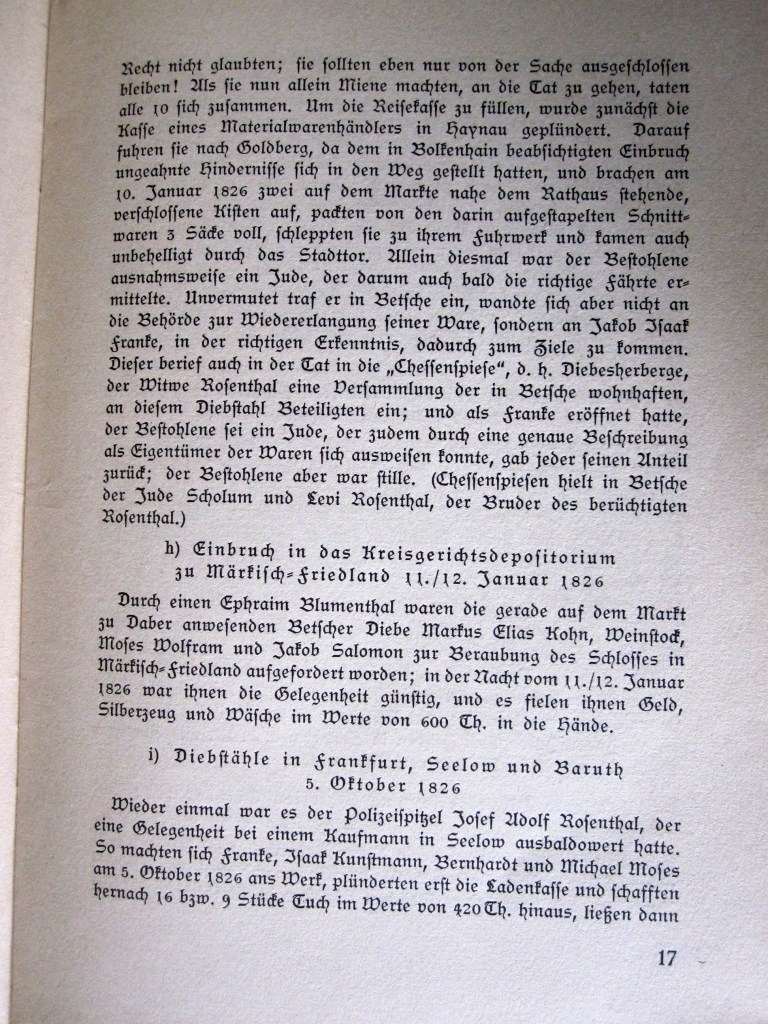 Recht nicht glaubten; sie sollten eben nur von der Sache ausgeschlossen
bleiben! Als sie nun allein Miene machten, an die Tat zu gehen, taten
alle 10 sich zusammen. Um die Reisekasse zu füllen, wurde zunächst die
Kasse eines Materialwarenhändlers in Haynau geplündert. Darauf
fuhren sie nach Goldberg, da dem in Bolkenhain beabsichtigten Einbruch
ungeahnte Hindernisse sich in den Weg gestellt hatten, und brachen am
10. Januar 1826 zwei auf dem Markte nahe dem Rathaus stehende,
verschlossene Kisten auf, packten von den darin aufgestapelten Schnitt-
waren 3 Säcke voll, schleppten sie zu ihrem Fuhrwerk und kamen auch
unbehelligt durch das Stadttor. Allein diesmal war der Bestohlene
ausnahmsweise ein Jude, der darum auch bald die richtige Fährte er-
mittelte. Unvermutet traf er in Betsche ein, wandte sich aber nicht an
die Behörde zur Wiedererlangung seiner Ware, sondern an Jakob Isaak
Franke, in der richtigen Erkenntnis, dadurch zum Ziele zu kommen.
Dieser berief auch in der Tat in die „Chessenspiese“, d. h. Diebesherberge,
der Witwe Rosenthal eine Versammlung der in Betsche wohnhaften,
an diesem Diebstahl Beteiligten ein; und als Franke eröffnet hatte,
der Bestohlene sei ein Jude, der zudem durch eine genaue Beschreibung
als Eigentümer der Waren sich ausweisen konnte, gab jeder seinen Anteil
zurück; der Bestohlene aber war stille. (Chessenspiesen hielt in Betsche
der Jude Scholum und Levi Rosenthal, der Bruder des berüchtigten
Rosenthal.)
h) Einbruch in das Kreisgerichtsdepositorium
zu Märkisch-Friedland 11./12. Januar 1826
Durch einen Ephraim Blumenthal waren die gerade auf dem Markt
zu Daber anwesenden Betscher Diebe Markus Elias Kohn, Weinstock,
Moses Wolfram und Jakob Salomon zur Beraubung des Schlosses in
Märkisch-Friedland aufgefordert worden; in der Nacht vom 11./12. Januar
1826 war ihnen die Gelegenheit günstig, und es fielen ihnen Geld,
Silberzeug und Wäsche im Werte von 600 Th. in die Hände.
i) Diebstähle in Frankfurt, Seelow und Baruth
5. Oktober 1826
Wieder einmal war es der Polizeispitzel Josef Adolf Rosenthal, der
eine Gelegenheit bei einem Kaufmann in Seelow ausbaldowert hatte.
So machten sich Franke, Isaak Kunstmann, Bernhardt und Michael Moses
am 5. Oktober 1826 ans Werk, plünderten erst die Ladenkasse und schafften
hernach 16 bzw. 9 Stücke Tuch im Werte von 420 Th. hinaus, ließen dann
17